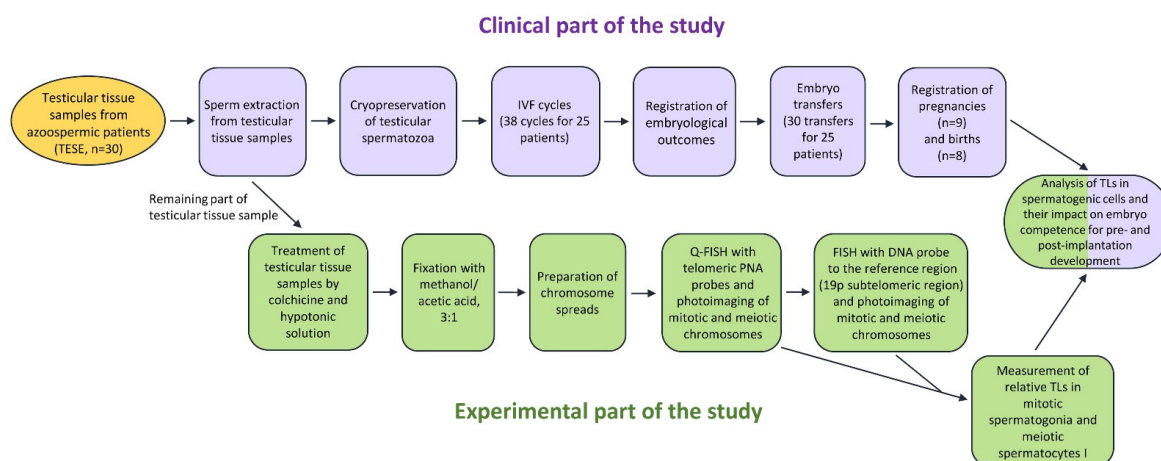 Clinical part of the study
Testicular tissue
samples from
azoospermic patients
(TESE, n=30)
Sperm extraction
from testicular
tissue samples
Cryopreservation
of testicular
spermatozoa
IVF cycles
(38 cycles for 25
patients)
Registration of
embryological
outcomes
Embryo
transfers
(30 transfers
for 25
patients)
Registration of
pregnancies
(n=9)
and births
(n=8)
Remaining part of
testicular tissue sample
Analysis of TLs in
spermatogenic cells and
their impact on embryo
competence for pre- and
post-implantation
development
Treatment of
testicular tissue
samples by
colchicine and
hypotonic
solution
Fixation with
methanol/
acetic acid,
3:1
Preparation of
chromosome
spreads
Q-FISH with
telomeric PNA
probes and
photoimaging of
mitotic and meiotic
chromosomes
FISH with DNA probe
to the reference region
(19p subtelomeric region)
and photoimaging of
mitotic and meiotic
chromosomes
Measurement of
relative TLs in
mitotic
spermatogonia and
meiotic
spermatocytes I
Experimental part of the study